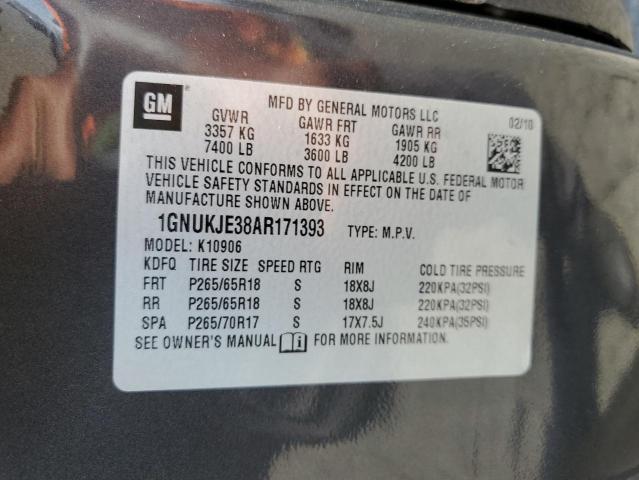 GM
MFD BY GENERAL MOTORS LLC
02/10
GVWR GAWR FRT GAWR RR
3357 KG 1633 KG 1905 KG
7400 LB 3600 LB 4200 LB
THIS VEHICLE CONFORMS TO ALL APPLICABLE U.S. FEDERAL MOTOR
VEHICLE SAFETY STANDARDS IN EFFECT ON THE DATE OF
MANUFACTURE SHOWN ABOVE.
1GNUKJE38AR171393 TYPE: M.P.V.
MODEL: K10906
KDFQ TIRE SIZE SPEED RTG RIM COLD TIRE PRESSURE
FRT P265/65R18 S 18X8J 220KPA(32PSI)
RR P265/65R18 S 18X8J 220KPA(32PSI)
SPA P265/70R17 S 17X7.5J 240KPA(35PSI)
SEE OWNER'S MANUAL i FOR MORE INFORMATION.